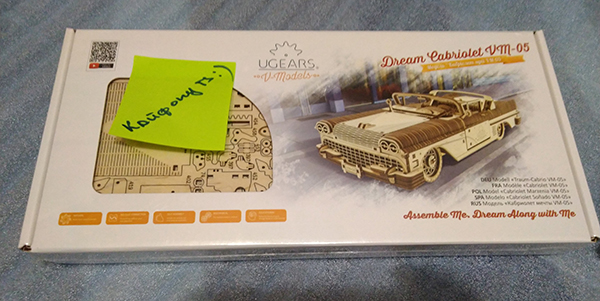 UGEARS
V-Models
Dream Cabriolet VM-05
Кайфону
DEU Modell «Traum-Cabrio VM-05»
FRA Modèle «Cabriolet VM-05»
POL Model «Cabriolet Marzenia VM-05»
SPA Modelo «Cabriolet Soñado VM-05»
RUS Модель «Кабриолет мечты VM-05»
Assemble Me, Dream Along with Me